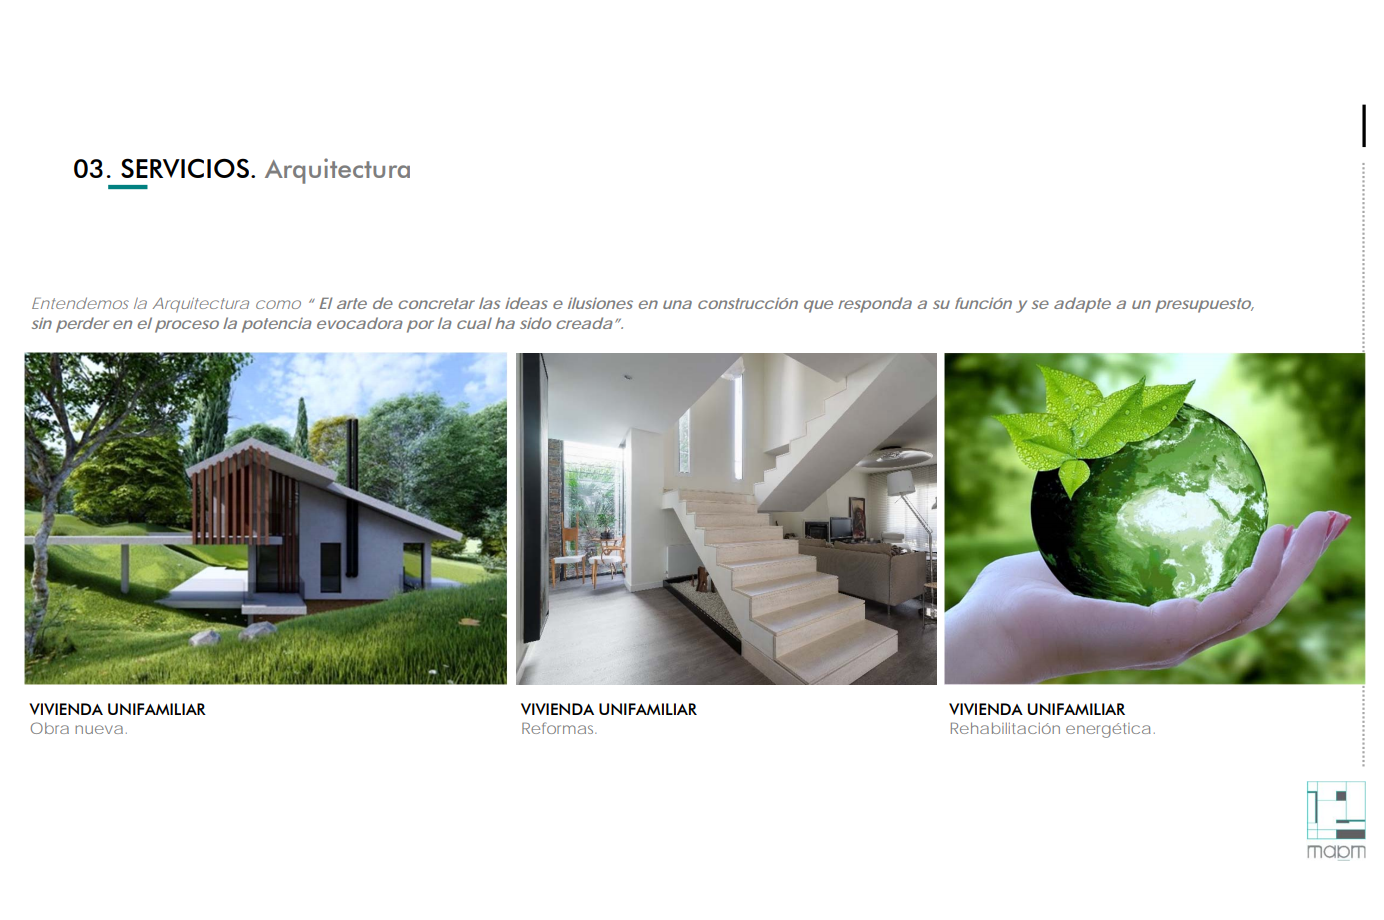 03. SERVICIOS. Arquitectura
Entendemos la Arquitectura como “ El arte de concretar las ideas e ilusiones en una construcción que responda a su función y se adapte a un presupuesto,
sin perder en el proceso la potencia evocadora por la cual ha sido creada”.
VIVIENDA UNIFAMILIAR
Obra nueva.
VIVIENDA UNIFAMILIAR
Reformas.
VIVIENDA UNIFAMILIAR
Rehabilitación energética.
mabm